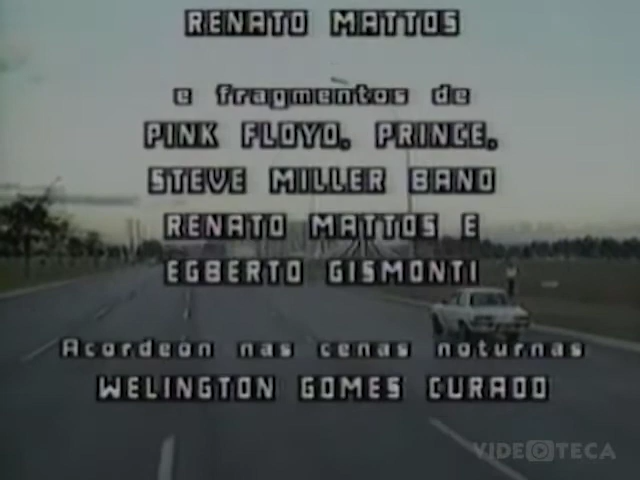 RENATO MATTOS
e fragmentos de
PINK FLOYD, PRINCE,
STEVE MILLER BAND
RENATO MATTOS E
EGBERTO GISMONTI
Acordeon nas cenas noturnas
WELINGTON GOMES CURADO
VIDEOTECA